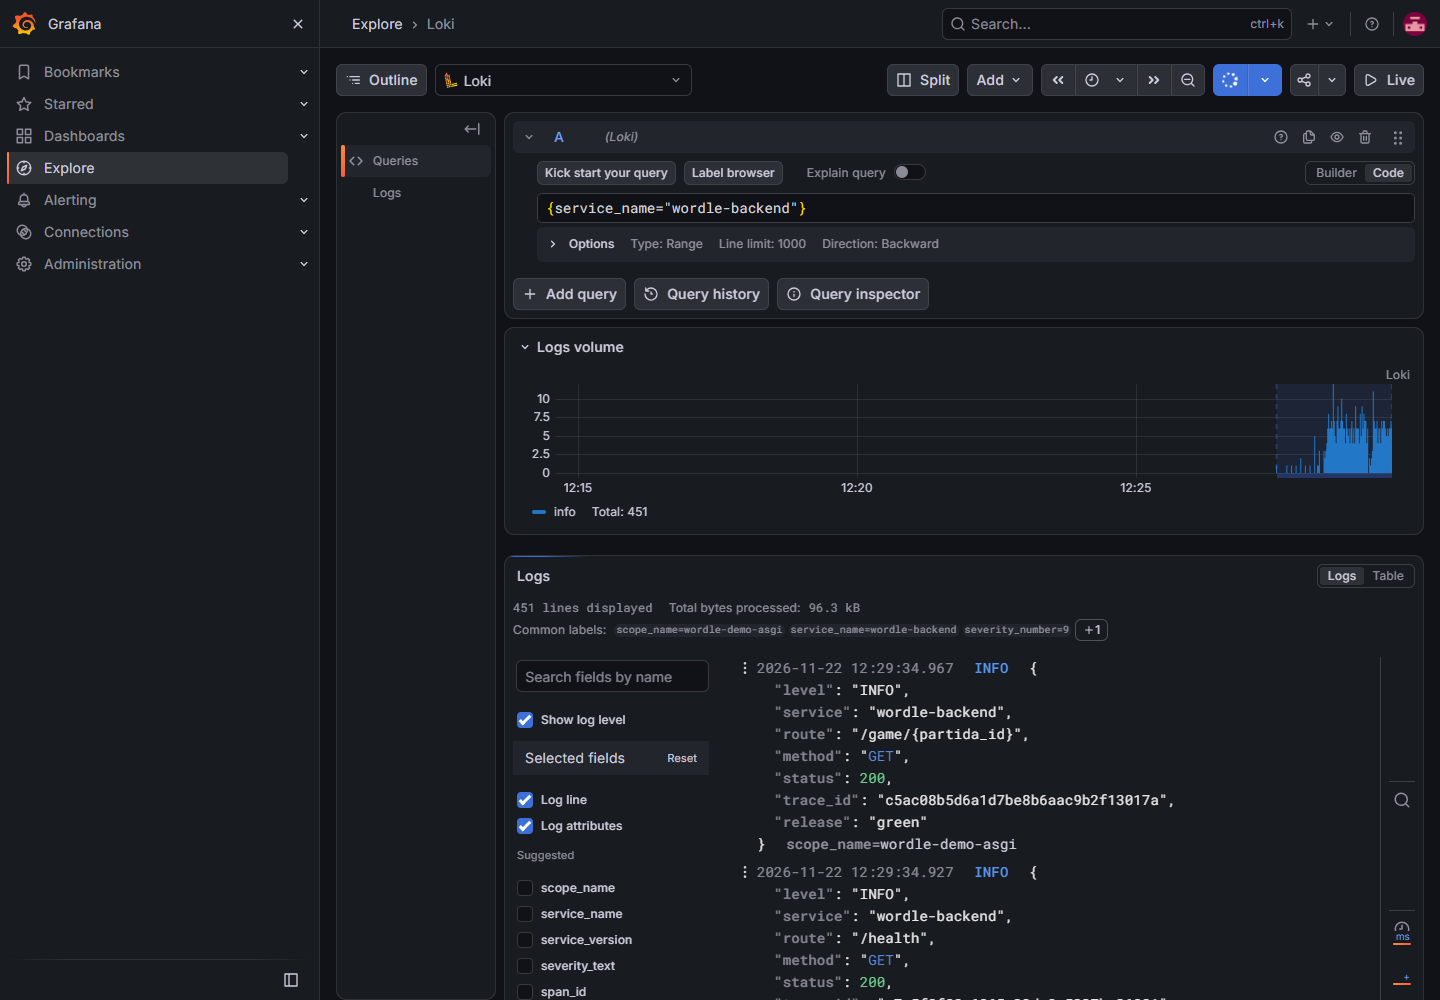 Grafana
Explore › Loki
Search...
ctrl+k
Bookmarks
Starred
Dashboards
Explore
Alerting
Connections
Administration
Outline
Loki
Split
Add
Live
Queries
Logs
A (Loki)
Kick start your query
Label browser
Explain query
Builder
Code
{service_name="wordle-backend"}
Options Type: Range Line limit: 1000 Direction: Backward
Add query
Query history
Query inspector
Logs volume
Loki
10
7.5
5
2.5
0
12:15
12:20
12:25
info Total: 451
Logs
Logs
Table
451 lines displayed Total bytes processed: 96.3 kB
Common labels: scope_name=wordle-demo-asgi service_name=wordle-backend severity_number=9 +1
Search fields by name
Show log level
Selected fields
Reset
Log line
Log attributes
Suggested
scope_name
service_name
service_version
severity_text
span_id
2026-11-22 12:29:34.967 INFO {
"level": "INFO",
"service": "wordle-backend",
"route": "/game/{partida_id}",
"method": "GET",
"status": 200,
"trace_id": "c5ac08b5d6a1d7be8b6aac9b2f13017a",
"release": "green"
} scope_name=wordle-demo-asgi
2026-11-22 12:29:34.927 INFO {
"level": "INFO",
"service": "wordle-backend",
"route": "/health",
"method": "GET",
"status": 200,
ms